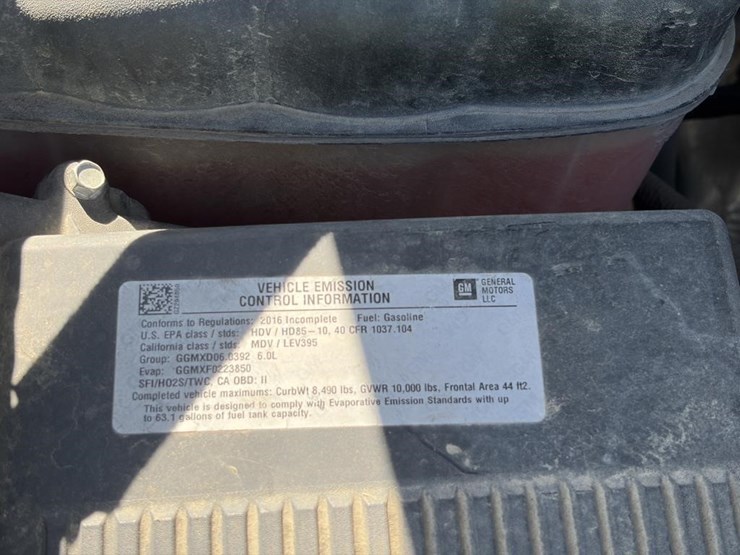 VEHICLE EMISSION
CONTROL INFORMATION
GM GENERAL
MOTORS
LLC
Conforms to Regulations: 2016 Incomplete Fuel: Gasoline
U.S. EPA class / stds: HDV / HD85-10, 40 CFR 1037.104
California class / stds: MDV / LEV395
Group: GGMXD06.0392 6.0L
Evap: GGMXF0223850
SFI/HO2S/TWC, CA OBD: II
Completed vehicle maximums: CurbWt 8,490 lbs, GVWR 10,000 lbs, Frontal Area 44 ft2.
This vehicle is designed to comply with Evaporative Emission Standards with up
to 63.1 gallons of fuel tank capacity.